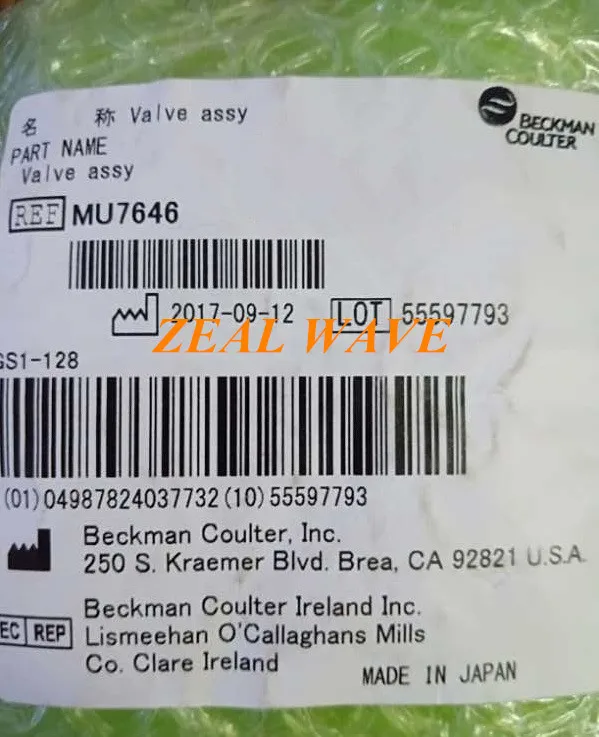 名 称 Valve assy
BECKMAN
COULTER
PART NAME
Valve assy
REF MU7646
2017-09-12 LOT 55597793
ZEAL WAVE
GS1-128
(01)04987824037732(10)55597793
Beckman Coulter, Inc.
250 S. Kraemer Blvd. Brea, CA 92821 U.S.A.
EC REP Beckman Coulter Ireland Inc.
Lismeehan O'Callaghans Mills
Co. Clare Ireland
MADE IN JAPAN